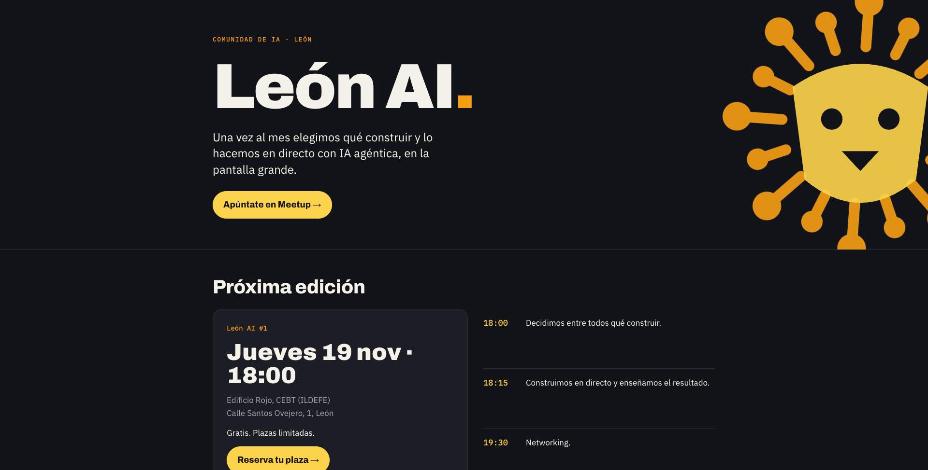 COMUNIDAD DE IA · LEÓN
León AI.
Una vez al mes elegimos qué construir y lo
hacemos en directo con IA agéntica, en la
pantalla grande.
Apúntate en Meetup →
Próxima edición
León AI #1
Jueves 19 nov ·
18:00
Edificio Rojo, CEBT (ILDEFE)
Calle Santos Ovejero, 1, León
Gratis. Plazas limitadas.
Reserva tu plaza →
18:00 Decidimos entre todos qué construir.
18:15 Construimos en directo y enseñamos el resultado.
19:30 Networking.